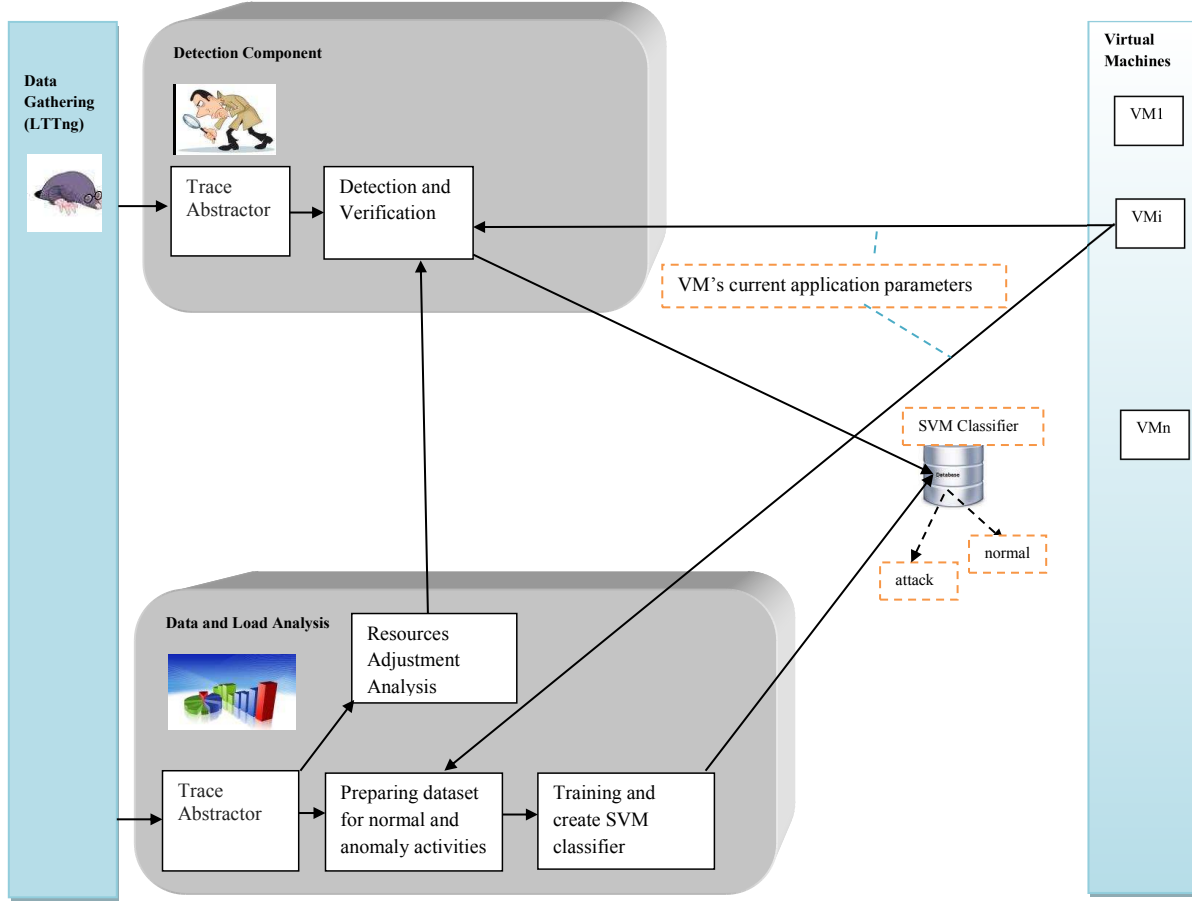 Data
Gathering
(LTTng)
Detection Component
Trace
Abstractor
Detection and
Verification
Virtual
Machines
VM1
VMi
VMn
VM's current application parameters
SVM Classifier
Database
normal
attack
Data and Load Analysis
Resources
Adjustment
Analysis
Trace
Abstractor
Preparing dataset
for normal and
anomaly activities
Training and
create SVM
classifier